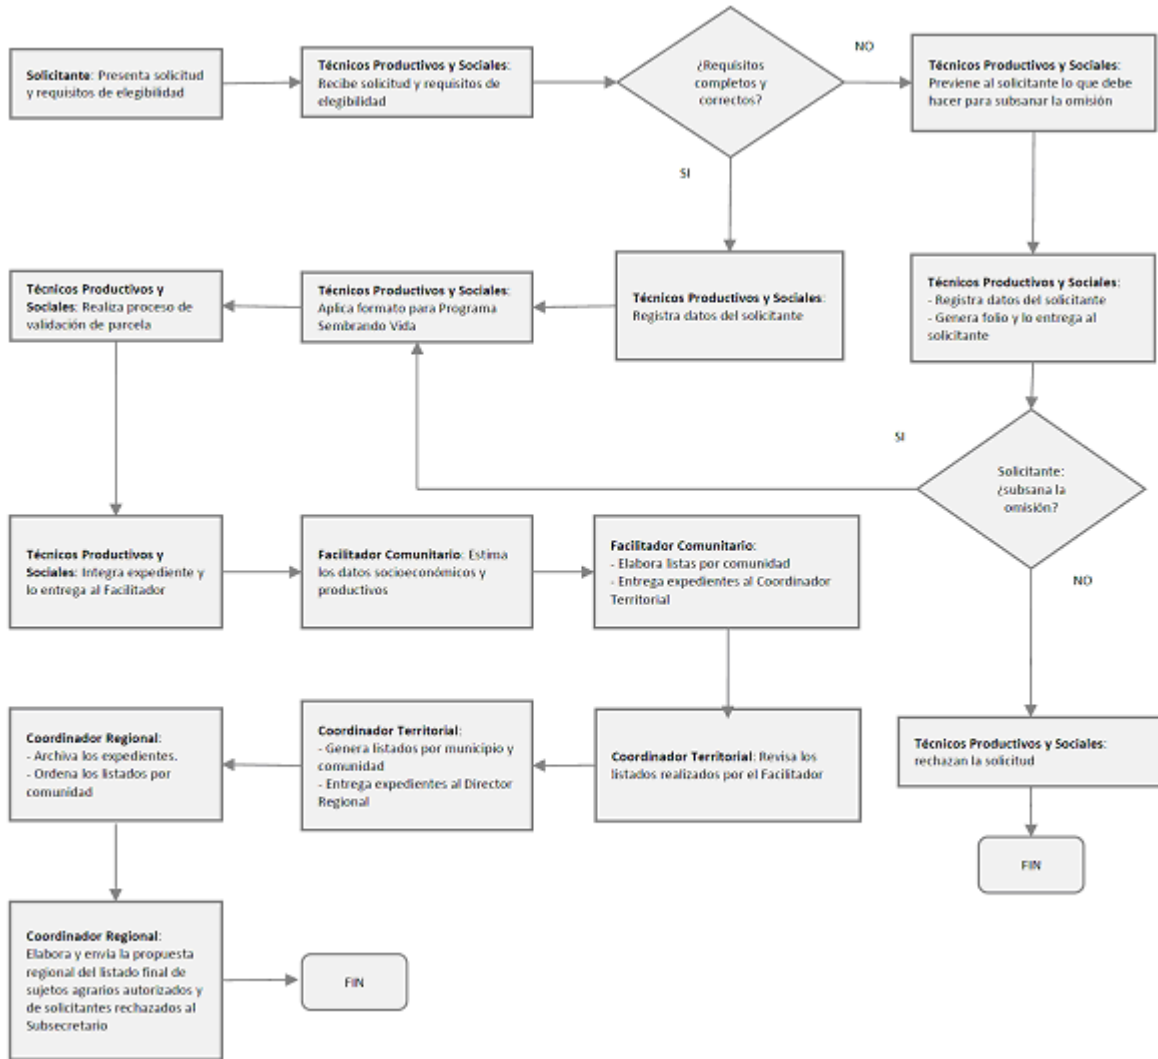 Solicitante: Presenta solicitud
y requisitos de elegibilidad
Técnicos Productivos y Sociales:
Recibe solicitud y requisitos de
elegibilidad
¿Requisitos
completos y
correctos?
NO
Técnicos Productivos y Sociales:
Previene al solicitante lo que debe
hacer para subsanar la omisión
SI
Técnicos Productivos y
Sociales: Realiza proceso de
validación de parcela
Técnicos Productivos y Sociales:
Aplica formato para Programa
Sembrando Vida
Técnicos Productivos y Sociales:
Registra datos del solicitante
Técnicos Productivos y Sociales:
- Registra datos del solicitante
- Genera folio y lo entrega al
solicitante
SI
Solicitante:
¿subsana la
omisión?
NO
Técnicos Productivos y
Sociales: Integra expediente y
lo entrega al Facilitador
Facilitador Comunitario: Estima
los datos socioeconómicos y
productivos
Facilitador Comunitario:
- Elabora listas por comunidad
- Entrega expedientes al Coordinador
Territorial
Coordinador Regional:
- Archiva los expedientes.
- Ordena los listados por
comunidad
Coordinador Territorial:
- Genera listados por municipio y
comunidad
- Entrega expedientes al Director
Regional
Coordinador Territorial: Revisa los
listados realizados por el Facilitador
Técnicos Productivos y Sociales:
rechazan la solicitud
FIN
Coordinador Regional:
Elabora y envía la propuesta
regional del listado final de
sujetos agrarios autorizados y
de solicitantes rechazados al
Subsecretario
FIN